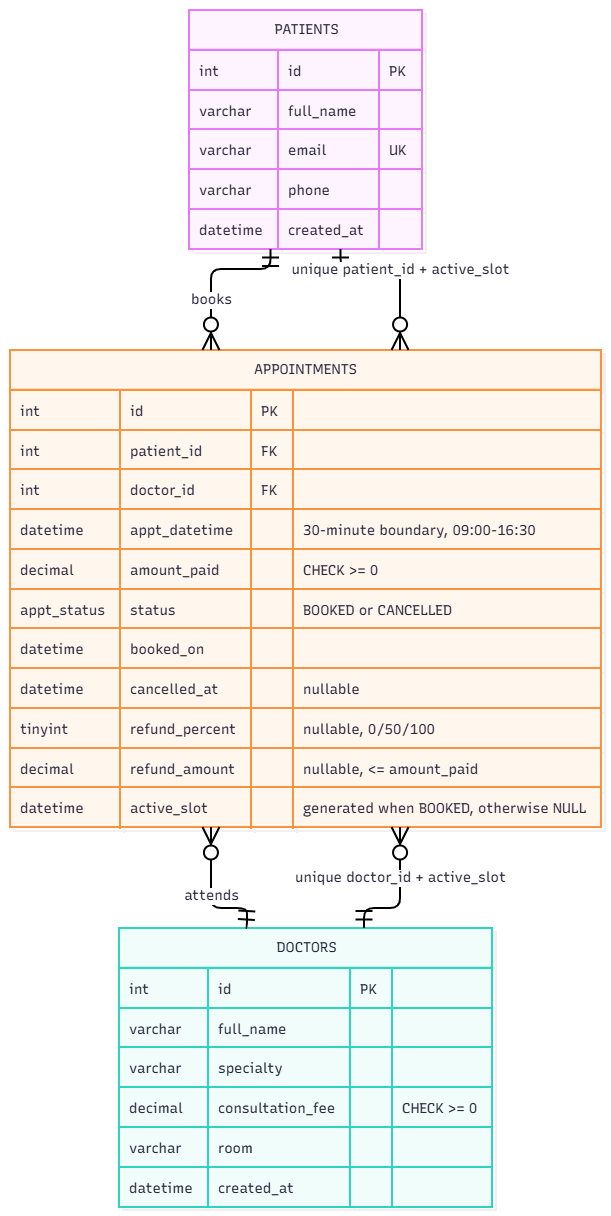 PATIENTS
int id PK
varchar full_name
varchar email UK
varchar phone
datetime created_at
unique patient_id + active_slot
books
APPOINTMENTS
int id PK
int patient_id FK
int doctor_id FK
datetime appt_datetime 30-minute boundary, 09:00-16:30
decimal amount_paid CHECK >= 0
appt_status status BOOKED or CANCELLED
datetime booked_on
datetime cancelled_at nullable
tinyint refund_percent nullable, 0/50/100
decimal refund_amount nullable, <= amount_paid
datetime active_slot generated when BOOKED, otherwise NULL
unique doctor_id + active_slot
attends
DOCTORS
int id PK
varchar full_name
varchar specialty
decimal consultation_fee CHECK >= 0
varchar room
datetime created_at